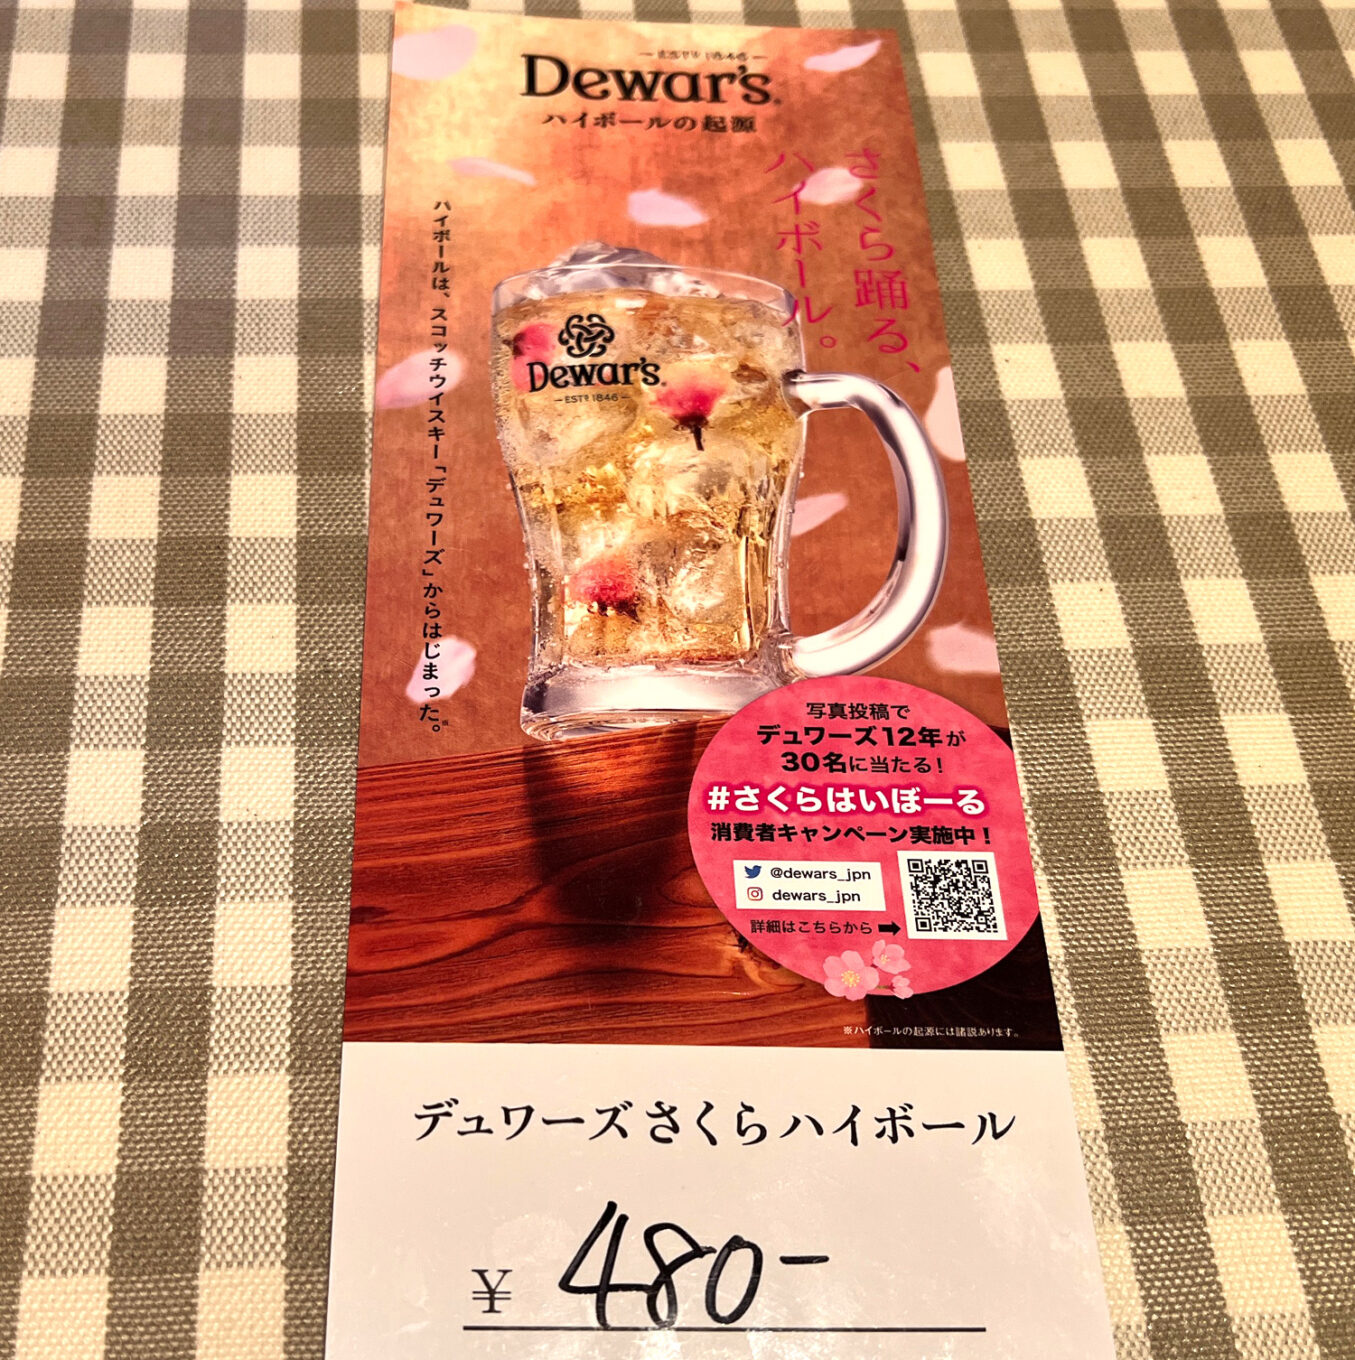 ESTD 1846
Dewar's
ハイボールの起源
さくら踊る、
ハイボール。
ハイボールは、スコッチウイスキー「デュワーズ」からはじまった。※
Dewar's
ESTD 1846
写真投稿で
デュワーズ12年が
30名に当たる!
#さくらはいぼーる
消費者キャンペーン実施中!
@dewars_jpn
dewars_jpn
詳細はこちらから
※ハイボールの起源には諸説あります。
デュワーズさくらハイボール
¥ 480-